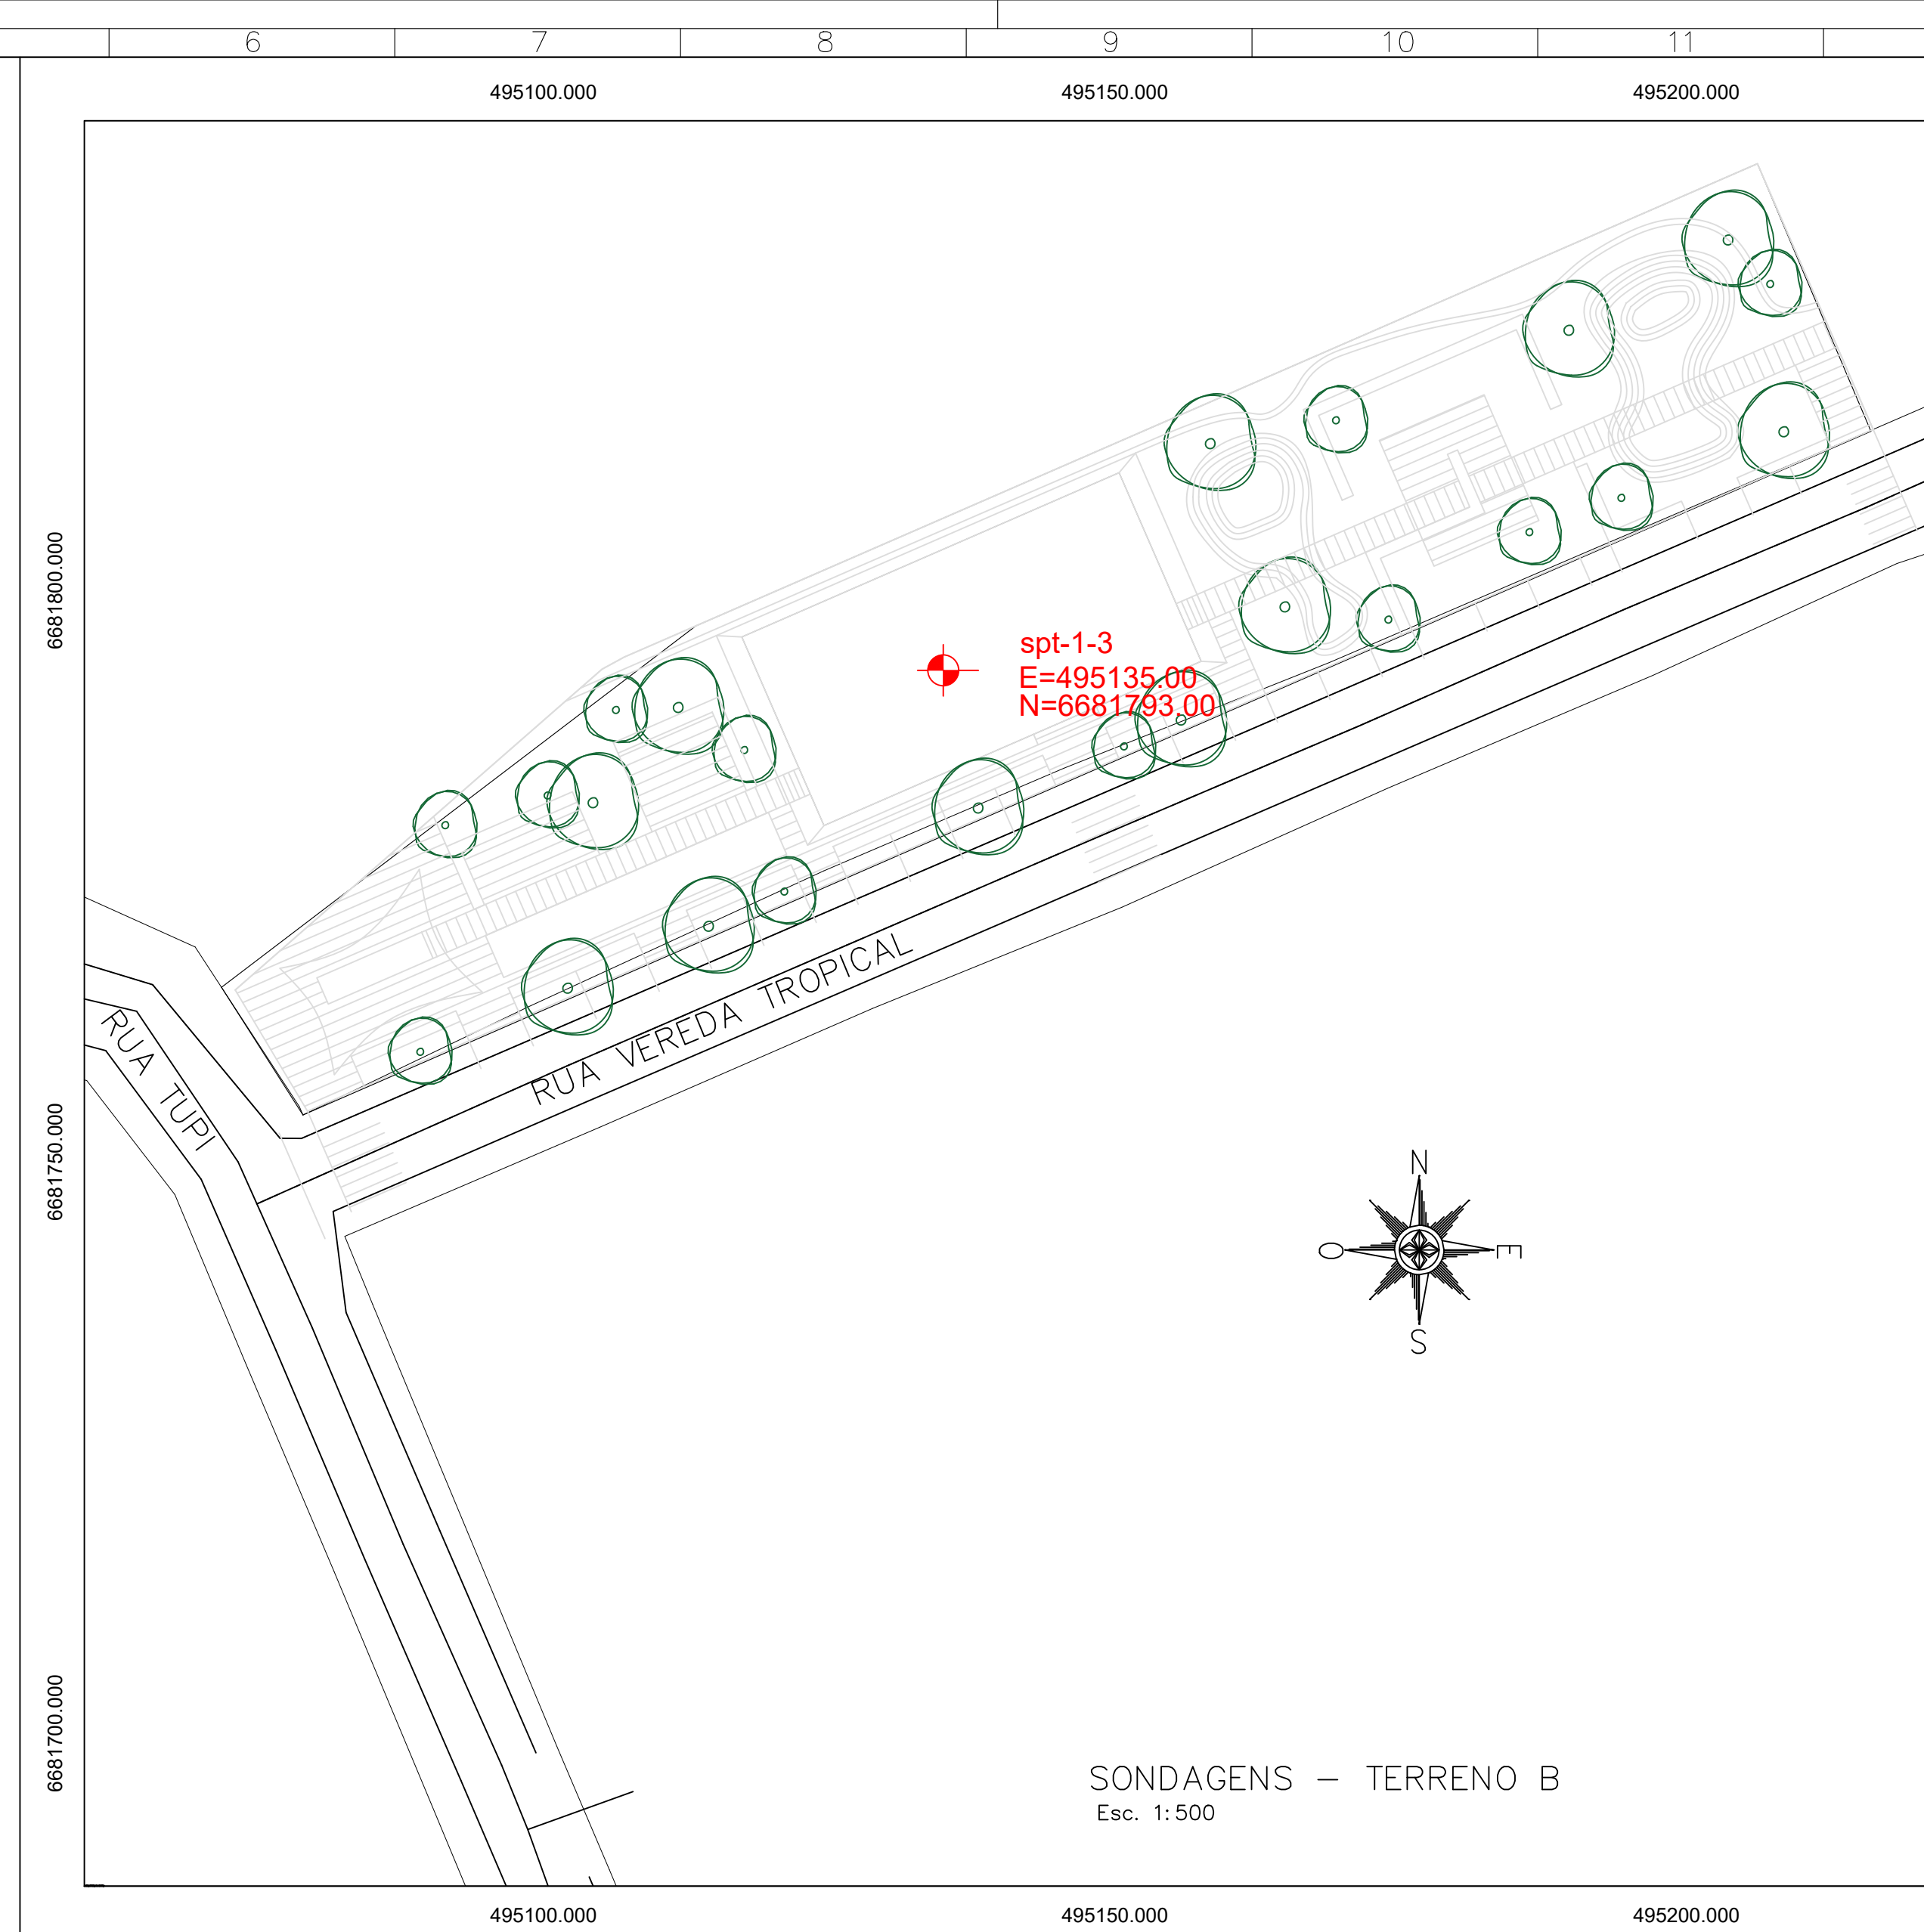 6 7 8 9 10 11
495100.000 495150.000 495200.000
6681800.000
spt-1-3
E=495135.00
N=6681793.00
RUA VEREDA TROPICAL
RUA TUPI
6681750.000
N
O E
S
6681700.000
SONDAGENS – TERRENO B
Esc. 1:500
495100.000 495150.000 495200.000